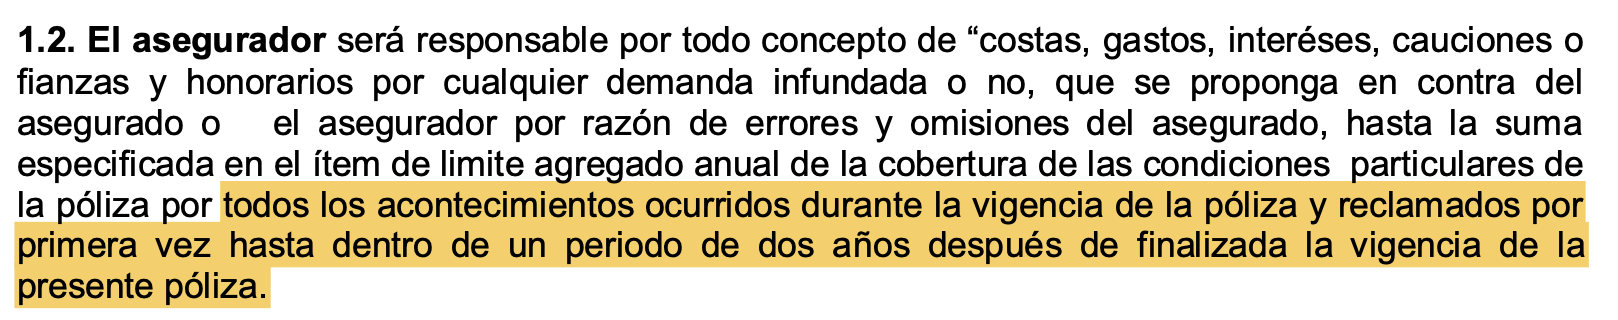 1.2. El asegurador será responsable por todo concepto de “costas, gastos, interéses, cauciones o
fianzas y honorarios por cualquier demanda infundada o no, que se proponga en contra del
asegurado o el asegurador por razón de errores y omisiones del asegurado, hasta la suma
especificada en el ítem de limite agregado anual de la cobertura de las condiciones particulares de
la póliza por todos los acontecimientos ocurridos durante la vigencia de la póliza y reclamados por
primera vez hasta dentro de un periodo de dos años después de finalizada la vigencia de la
presente póliza.